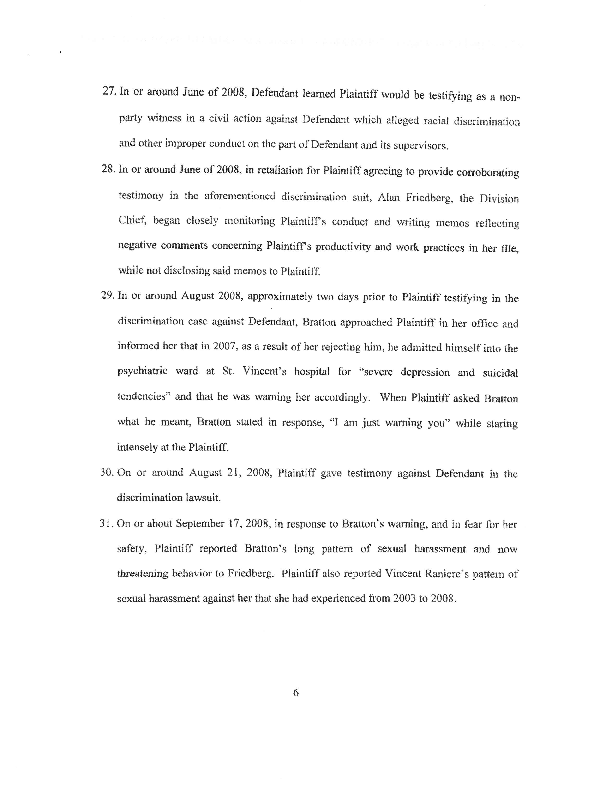 27. In or around June of 2008, Defendant learned Plaintiff would be testifying as a non-
party witness in a civil action against Defendant which alleged racial discrimination
and other improper conduct on the part of Defendant and its supervisors.
28. In or around June of 2008, in retaliation for Plaintiff agreeing to provide corroborating
testimony in the aforementioned discrimination suit, Alan Friedberg, the Division
Chief, began closely monitoring Plaintiff's conduct and writing memos reflecting
negative comments concerning Plaintiff's productivity and work practices in her file,
while not disclosing said memos to Plaintiff.
29. In or around August 2008, approximately two days prior to Plaintiff testifying in the
discrimination case against Defendant, Bratton approached Plaintiff in her office and
informed her that in 2007, as a result of her rejecting him, he admitted himself into the
psychiatric ward at St. Vincent's hospital for "severe depression and suicidal
tendencies" and that he was warning her accordingly. When Plaintiff asked Bratton
what he meant, Bratton stated in response, "I am just warning you" while staring
intensely at the Plaintiff.
30. On or around August 21, 2008, Plaintiff gave testimony against Defendant in the
discrimination lawsuit.
31. On or about September 17, 2008, in response to Bratton's warning, and in fear for her
safety, Plaintiff reported Bratton's long pattern of sexual harassment and now
threatening behavior to Friedberg. Plaintiff also reported Vincent Raniere's pattern of
sexual harassment against her that she had experienced from 2003 to 2008.
6